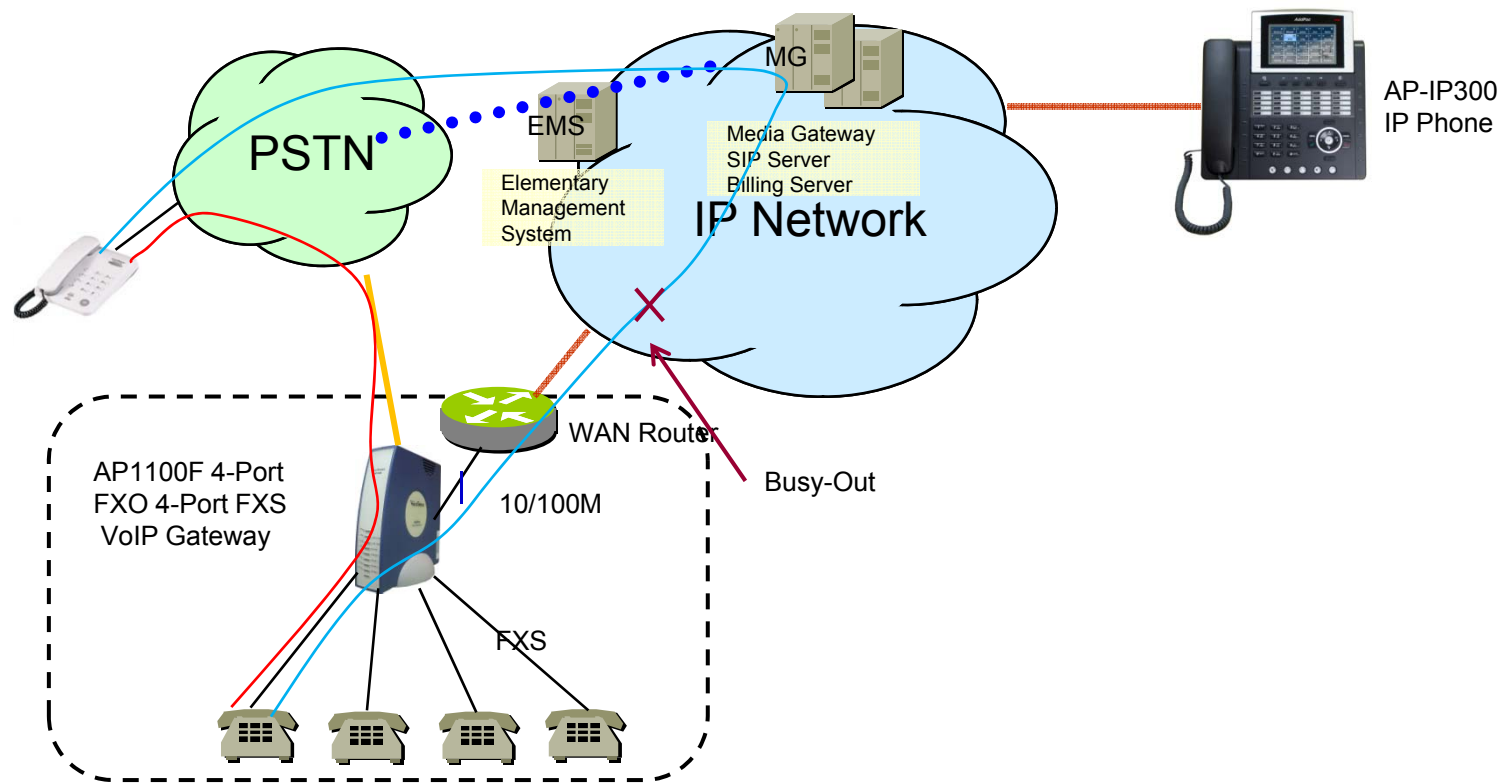 MG
EMS
PSTN
Media Gateway
SIP Server
Billing Server
Elementary
Management
System
IP Network
AP-IP300
IP Phone
WAN Router
AP1100F 4-Port
FXO 4-Port FXS
VoIP Gateway
10/100M
Busy-Out
FXS